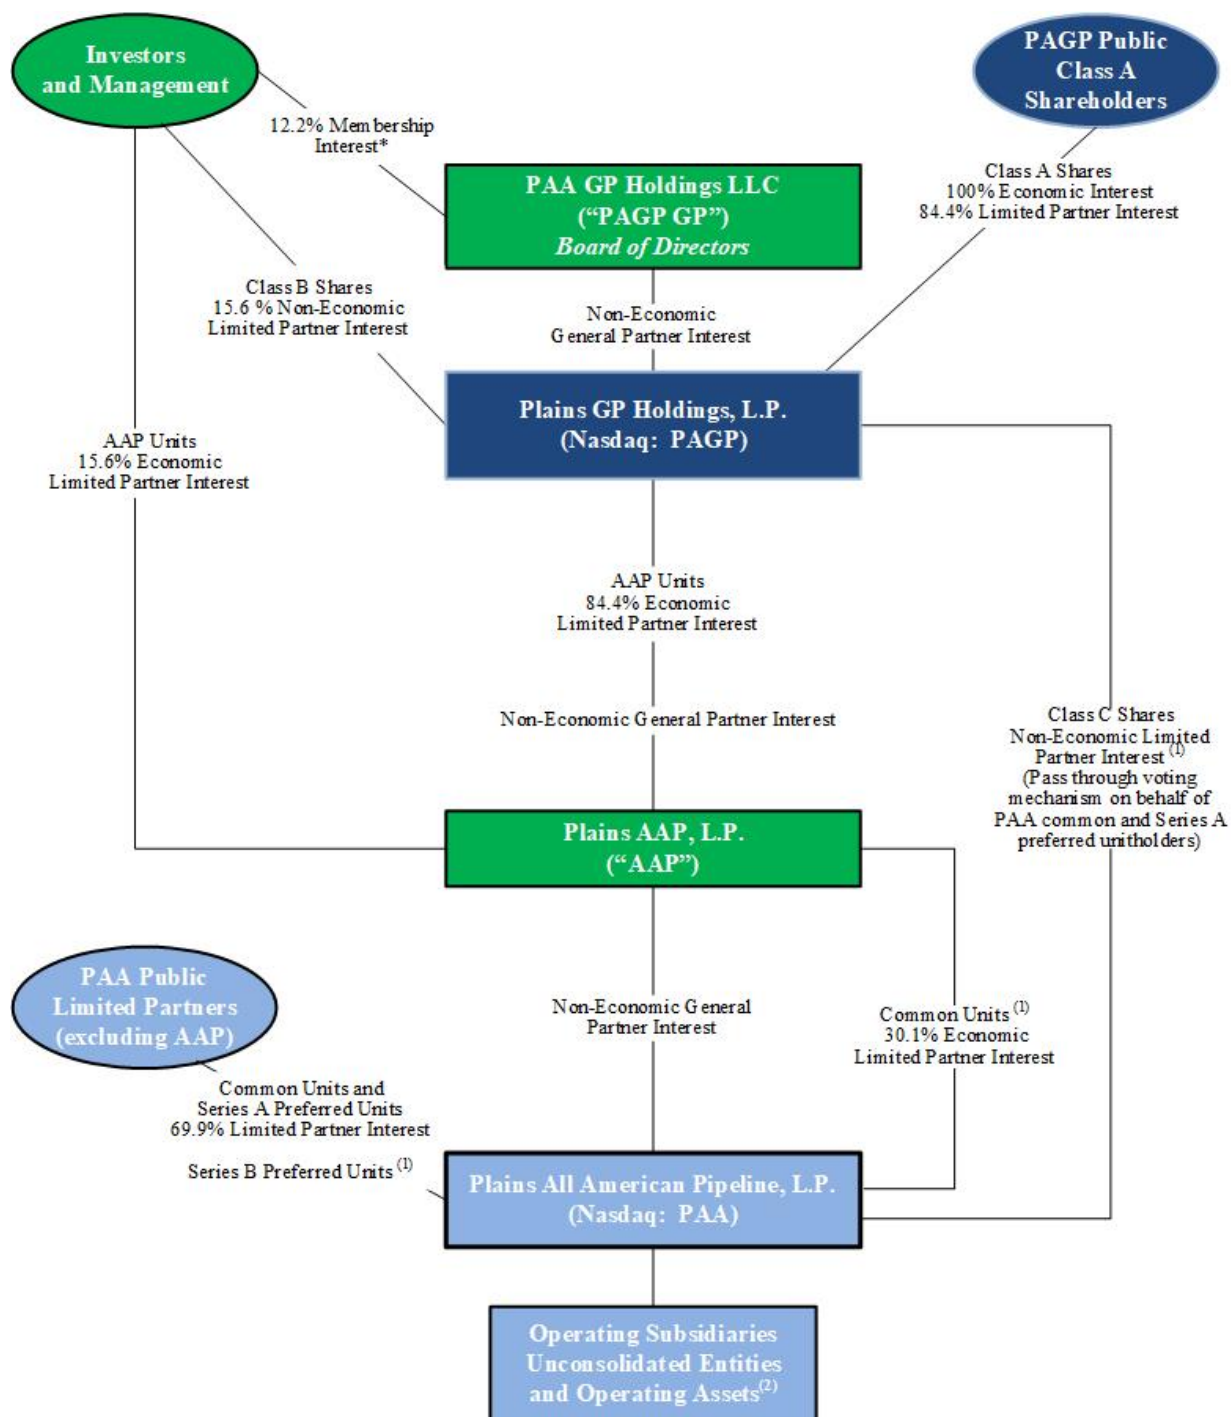 Investors
and Management
PAGP Public
Class A
Shareholders
12.2% Membership
Interest*
PAA GP Holdings LLC
(“PAGP GP”)
Board of Directors
Class A Shares
100% Economic Interest
84.4% Limited Partner Interest
Class B Shares
15.6 % Non-Economic
Limited Partner Interest
Non-Economic
General Partner Interest
Plains GP Holdings, L.P.
(Nasdaq: PAGP)
AAP Units
15.6% Economic
Limited Partner Interest
AAP Units
84.4% Economic
Limited Partner Interest
Non-Economic General Partner Interest
Class C Shares
Non-Economic Limited
Partner Interest (1)
(Pass through voting
mechanism on behalf of
PAA common and Series A
preferred unitholders)
Plains AAP, L.P.
(“AAP”)
PAA Public
Limited Partners
(excluding AAP)
Non-Economic General
Partner Interest
Common Units (1)
30.1% Economic
Limited Partner Interest
Common Units and
Series A Preferred Units
69.9% Limited Partner Interest
Series B Preferred Units (1)
Plains All American Pipeline, L.P.
(Nasdaq: PAA)
Operating Subsidiaries
Unconsolidated Entities
and Operating Assets(2)